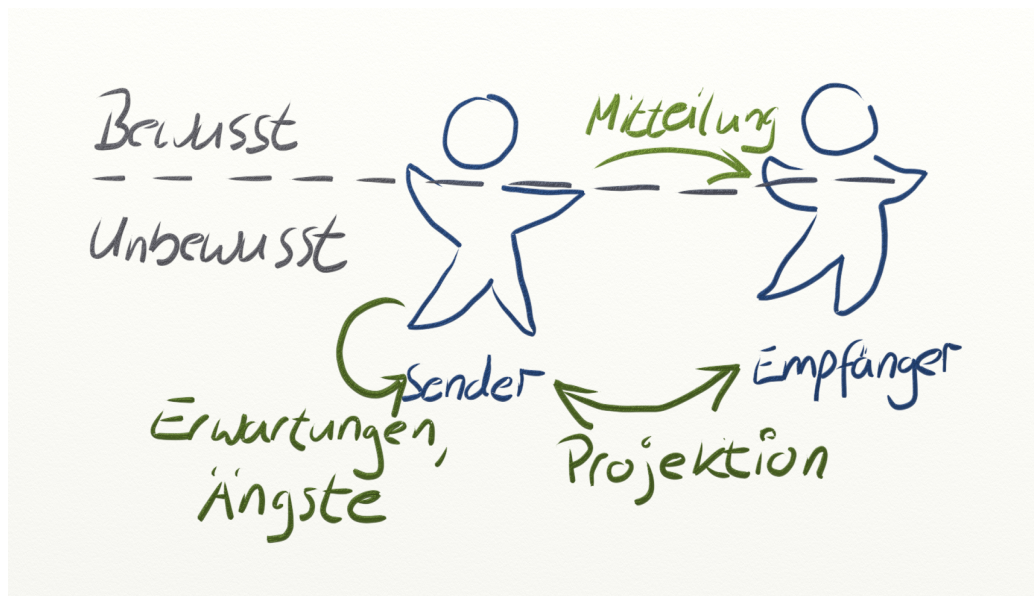 Bewusst
Mitteilung
Unbewusst
Sender
Empfänger
Erwartungen,
Ängste
Projektion